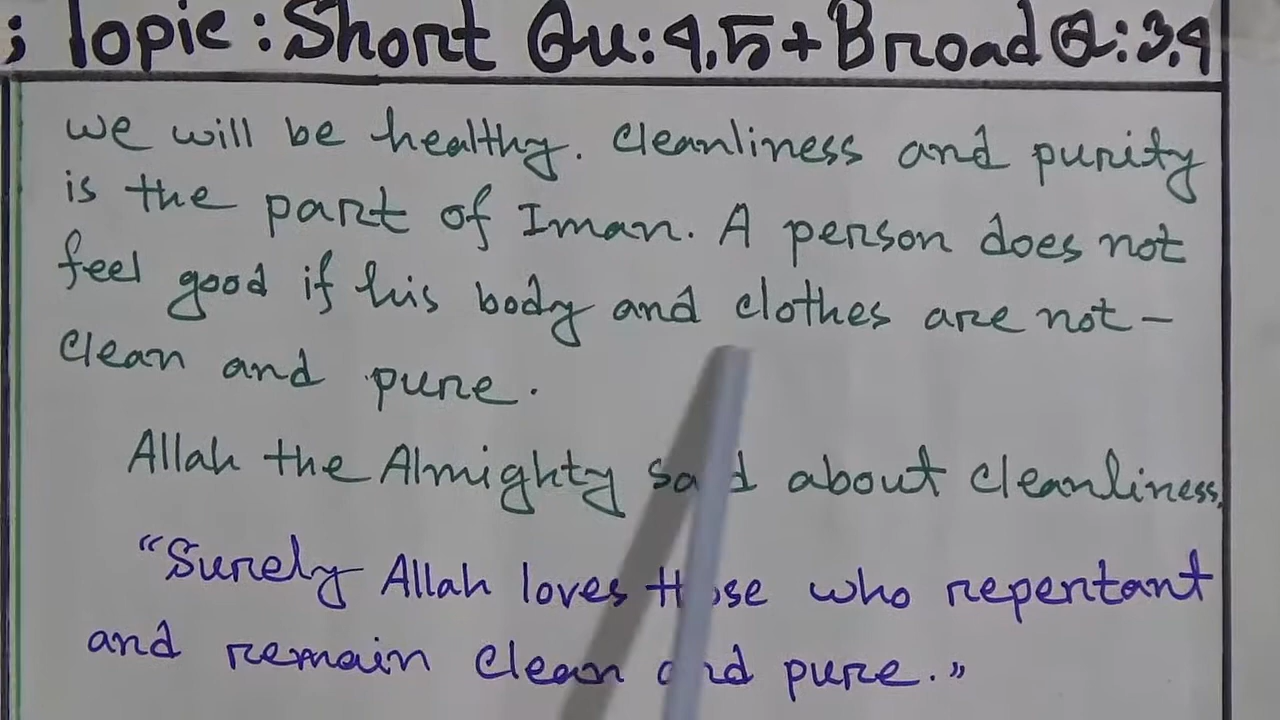 ; Topic : Short Qu: 4,5 + Broad Q: 3,4
we will be healthy. cleanliness and purity
is the part of Iman. A person does not
feel good if his body and clothes are not –
clean and pure.
Allah the Almighty said about cleanliness,
“Surely Allah loves those who repentant
and remain clean and pure.”